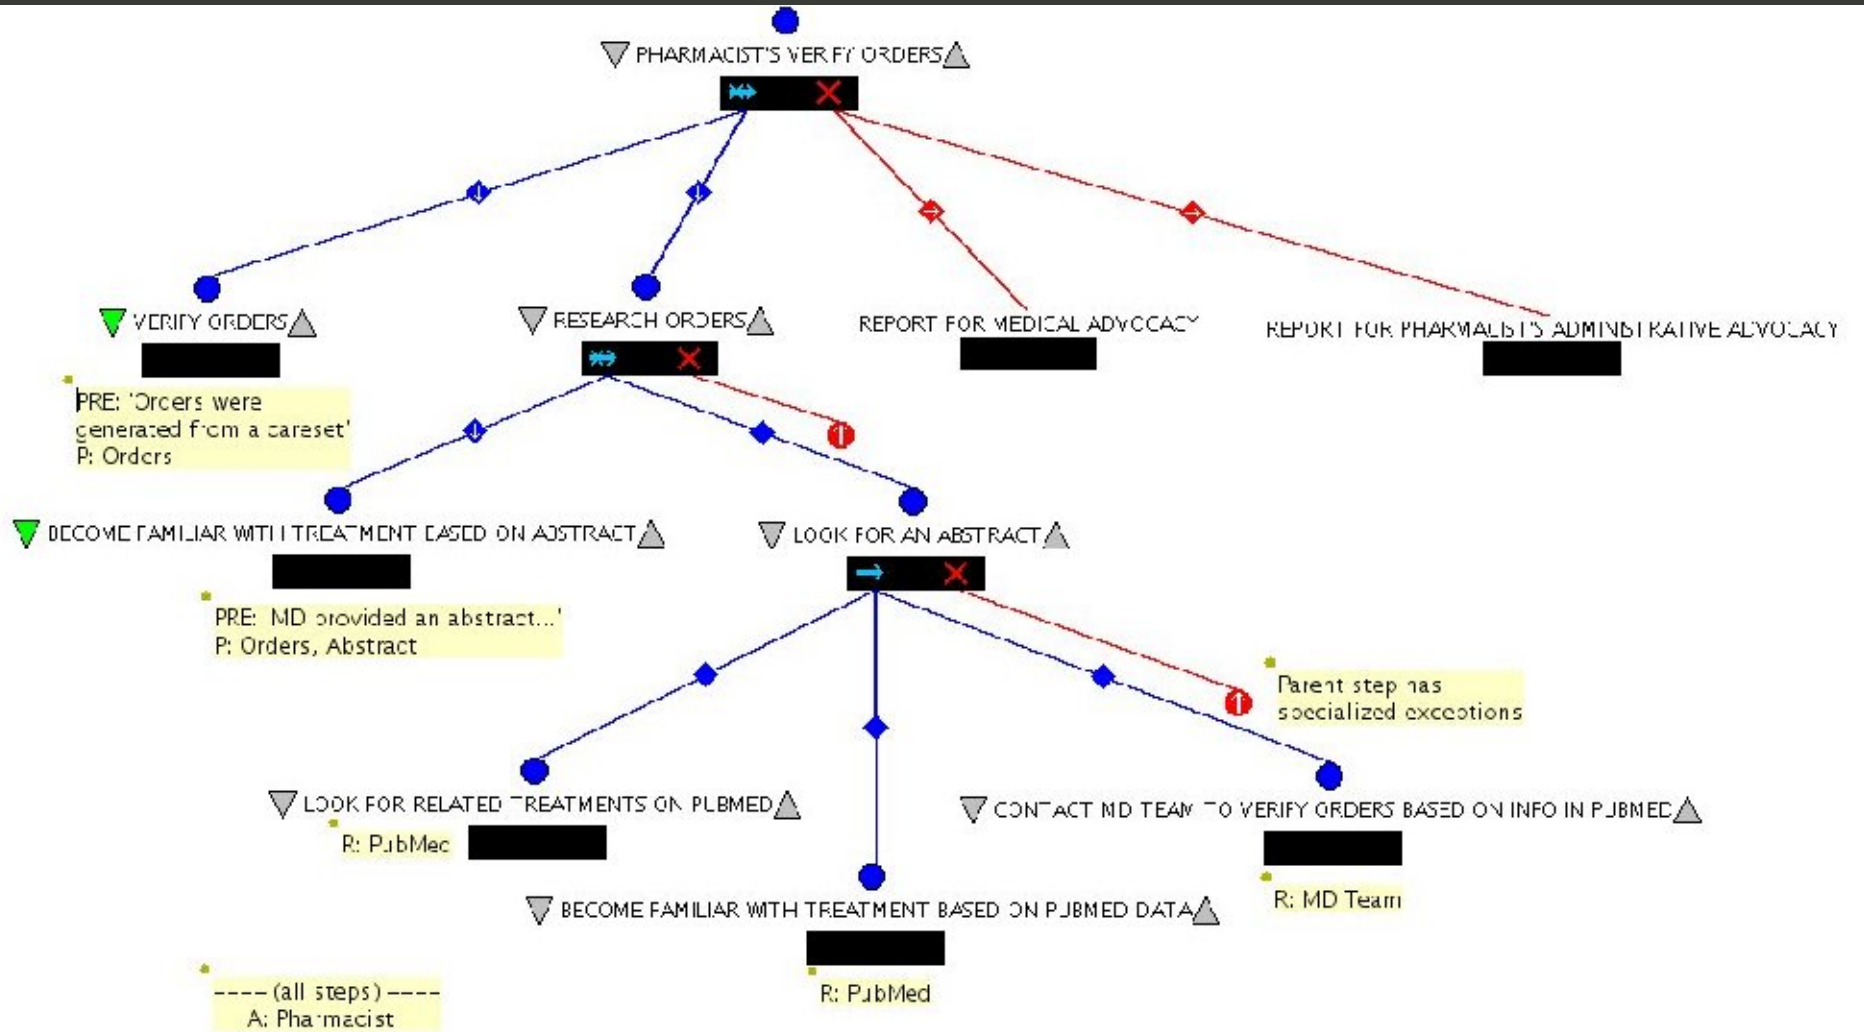 PHARMACIST'S VERIFY ORDERS
VERIFY ORDERS
RESEARCH ORDERS
REPORT FOR MEDICAL ADVOCACY
REPORT FOR PHARMACIST'S ADMINISTRATIVE ADVOCACY
PRE: 'Orders were
generated from a careset'
P: Orders
BECOME FAMILIAR WITH TREATMENT BASED ON ABSTRACT
LOOK FOR AN ABSTRACT
PRE: 'MD provided an abstract...'
P: Orders, Abstract
Parent step has
specialized exceptions
LOOK FOR RELATED TREATMENTS ON PUBMED
R: PubMed
CONTACT MD TEAM TO VERIFY ORDERS BASED ON INFO IN PUBMED
R: MD Team
BECOME FAMILIAR WITH TREATMENT BASED ON PUBMED DATA
R: PubMed
---- (all steps) ----
A: Pharmacist